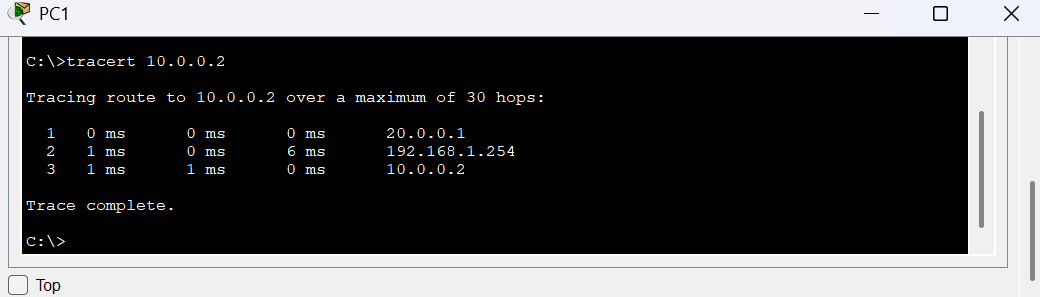 PC1
C:\>tracert 10.0.0.2
Tracing route to 10.0.0.2 over a maximum of 30 hops:
1 0 ms 0 ms 0 ms 20.0.0.1
2 1 ms 0 ms 6 ms 192.168.1.254
3 1 ms 1 ms 0 ms 10.0.0.2
Trace complete.
C:\>
Top